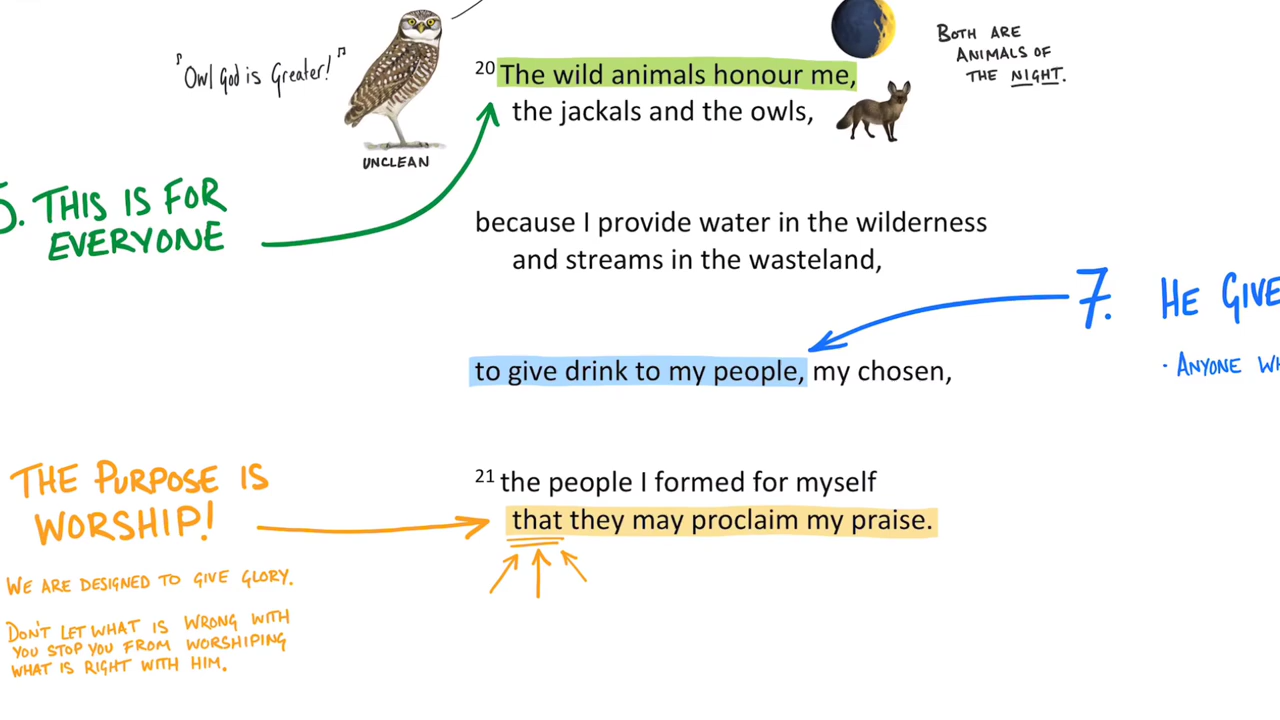 BOTH ARE
ANIMALS OF
THE NIGHT.
"Owl God is Greater!"
20 The wild animals honour me,
the jackals and the owls,
UNCLEAN
5. THIS IS FOR
EVERYONE
because I provide water in the wilderness
and streams in the wasteland,
7. HE GIVE
• ANYONE WH
to give drink to my people, my chosen,
THE PURPOSE IS
WORSHIP!
21 the people I formed for myself
that they may proclaim my praise.
WE ARE DESIGNED TO GIVE GLORY.
DON'T LET WHAT IS WRONG WITH
YOU STOP YOU FROM WORSHIPING
WHAT IS RIGHT WITH HIM.